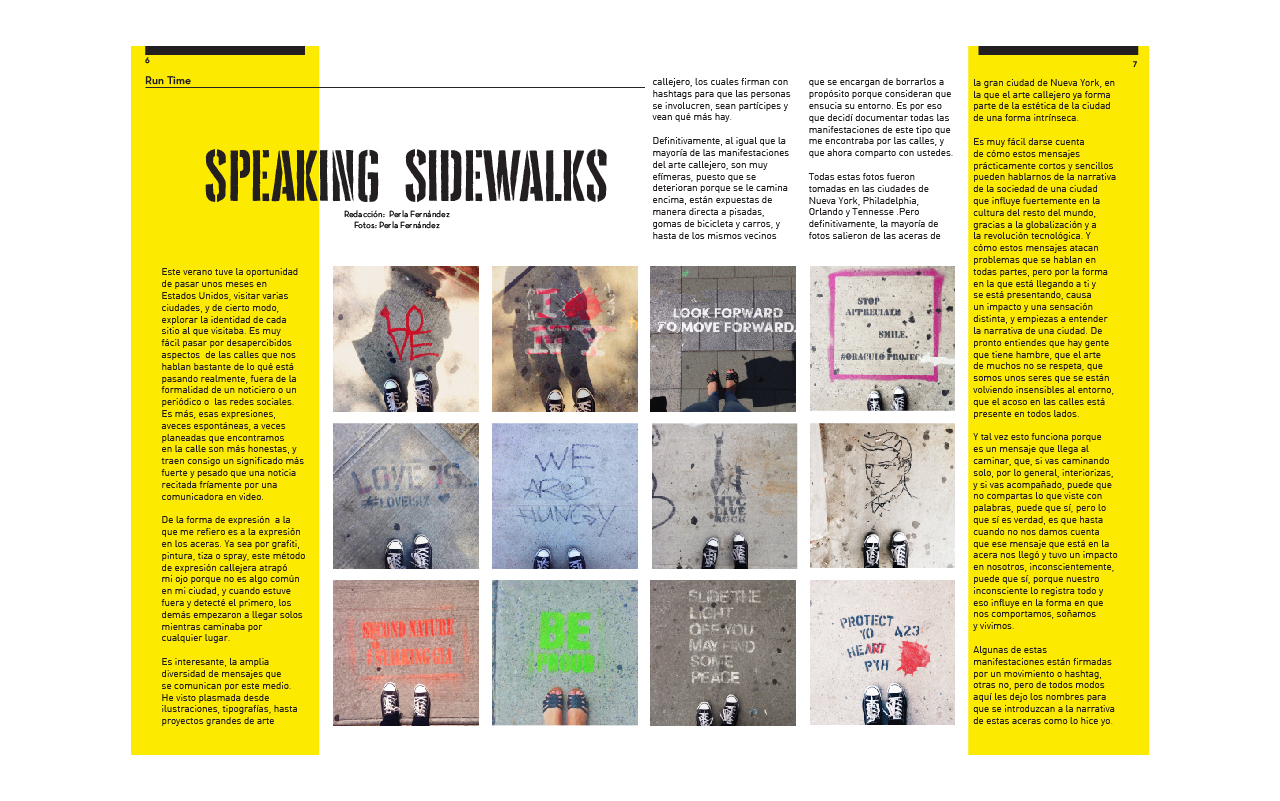 6
Run Time
SPEAKING SIDEWALKS
Redacción: Perla Fernández
Fotos: Perla Fernández
Este verano tuve la oportunidad
de pasar unos meses en
Estados Unidos, visitar varias
ciudades, y de cierto modo,
explorar la identidad de cada
sitio al que visitaba. Es muy
fácil pasar por desapercibidos
aspectos de las calles que nos
hablan bastante de lo qué está
pasando realmente, fuera de la
formalidad de un noticiero o un
periódico o las redes sociales.
Es más, esas expresiones,
aveces espontáneas, a veces
planeadas que encontramos
en la calle son más honestas, y
traen consigo un significado más
fuerte y pesado que una noticia
recitada fríamente por una
comunicadora en video.
De la forma de expresión a la
que me refiero es a la expresión
en los aceras. Ya sea por grafiti,
pintura, tiza o spray, este método
de expresión callejera atrapó
mi ojo porque no es algo común
en mi ciudad, y cuando estuve
fuera y detecté el primero, los
demás empezaron a llegar solos
mientras caminaba por
cualquier lugar.
Es interesante, la amplia
diversidad de mensajes que
se comunican por este medio.
He visto plasmada desde
ilustraciones, tipografías, hasta
proyectos grandes de arte
callejero, los cuales firman con
hashtags para que las personas
se involucren, sean partícipes y
vean qué más hay.
Definitivamente, al igual que la
mayoría de las manifestaciones
del arte callejero, son muy
efímeras, puesto que se
deterioran porque se le camina
encima, están expuestas de
manera directa a pisadas,
gomas de bicicleta y carros, y
hasta de los mismos vecinos
que se encargan de borrarlos a
propósito porque consideran que
ensucia su entorno. Es por eso
que decidí documentar todas las
manifestaciones de este tipo que
me encontraba por las calles, y
que ahora comparto con ustedes.
Todas estas fotos fueron
tomadas en las ciudades de
Nueva York, Philadelphia,
Orlando y Tennesse .Pero
definitivamente, la mayoría de
fotos salieron de las aceras de
LOVE
I
NY
LOOK FORWARD
TO MOVE FORWARD.
STOP
APPRECIATE
SMILE.
#ORACULO PROJEC
LOVE IS...
#LOVEISIX
WE
ARE
HUNGRY
NYC
LIVE
ROCK
SECOND NATURE
BE
PROUD
SLIDE THE
LIGHT
OFF YOU
MAY FIND
SOME
PEACE
PROTECT
YO 423
HEART
PYH
7
la gran ciudad de Nueva York, en
la que el arte callejero ya forma
parte de la estética de la ciudad
de una forma intrínseca.
Es muy fácil darse cuenta
de cómo estos mensajes
prácticamente cortos y sencillos
pueden hablarnos de la narrativa
de la sociedad de una ciudad
que influye fuertemente en la
cultura del resto del mundo,
gracias a la globalización y a
la revolución tecnológica. Y
cómo estos mensajes atacan
problemas que se hablan en
todas partes, pero por la forma
en la que está llegando a ti y
se está presentando, causa
un impacto y una sensación
distinta, y empiezas a entender
la narrativa de una ciudad. De
pronto entiendes que hay gente
que tiene hambre, que el arte
de muchos no se respeta, que
somos unos seres que se están
volviendo insensibles al entorno,
que el acoso en las calles está
presente en todos lados.
Y tal vez esto funciona porque
es un mensaje que llega al
caminar, que, si vas caminando
solo, por lo general, interiorizas,
y si vas acompañado, puede que
no compartas lo que viste con
palabras, puede que sí, pero lo
que sí es verdad, es que hasta
cuando no nos damos cuenta
que ese mensaje que está en la
acera nos llegó y tuvo un impacto
en nosotros, inconscientemente,
puede que sí, porque nuestro
inconsciente lo registra todo y
eso influye en la forma en que
nos comportamos, soñamos
y vivimos.
Algunas de estas
manifestaciones están firmadas
por un movimiento o hashtag,
otras no, pero de todos modos
aquí les dejo los nombres para
que se introduzcan a la narrativa
de estas aceras como lo hice yo.